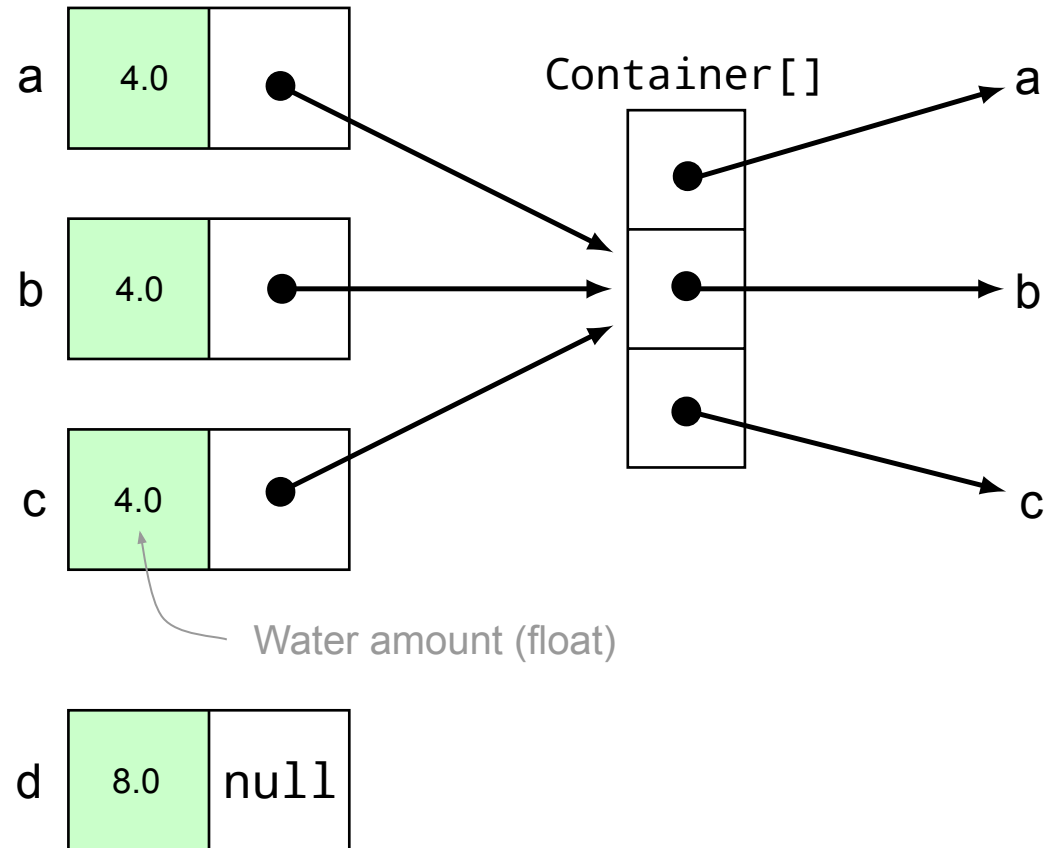 a 4.0
Container[]
a
b 4.0
b
c 4.0
c
Water amount (float)
d 8.0 null